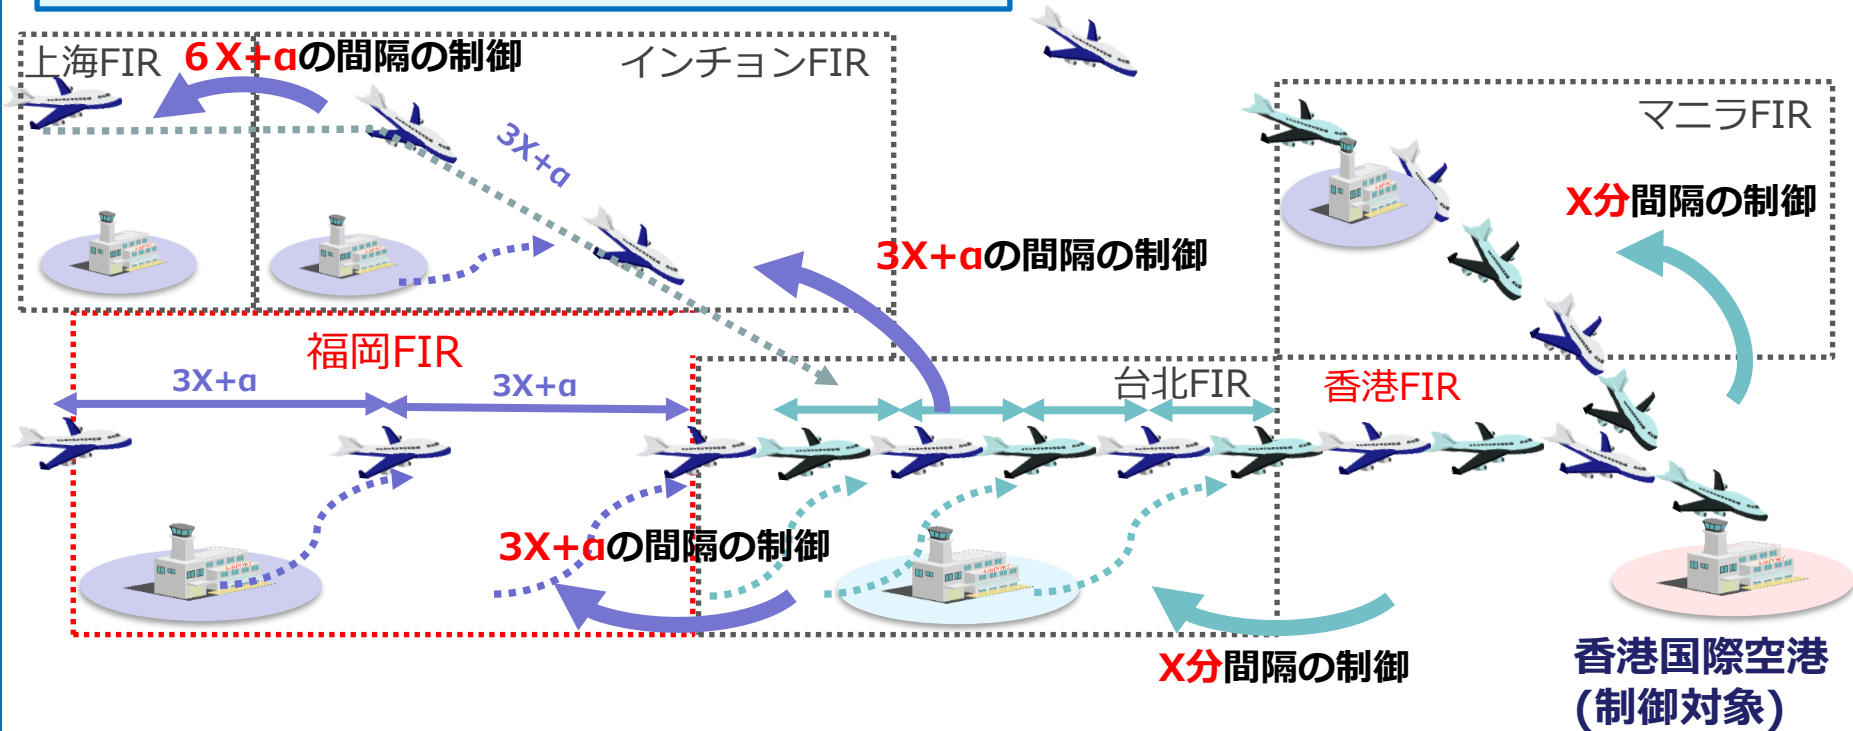 上海FIR
6X+αの間隔の制御
インチョンFIR
マニラFIR
3X+α
X分間隔の制御
3X+αの間隔の制御
福岡FIR
3X+α
3X+α
台北FIR
香港FIR
3X+αの間隔の制御
X分間隔の制御
香港国際空港
(制御対象)